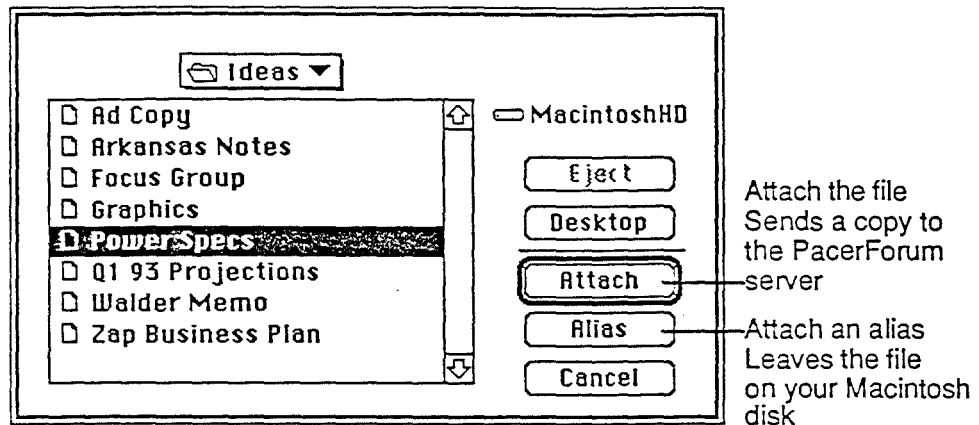 Ideas
Ad Copy
Arkansas Notes
Focus Group
Graphics
Power Specs
Q1 93 Projections
Walder Memo
Zap Business Plan
MacintoshHD
Eject
Desktop
Attach
Alias
Cancel
Attach the file
Sends a copy to
the PacerForum
server
Attach an alias
Leaves the file
on your Macintosh
disk